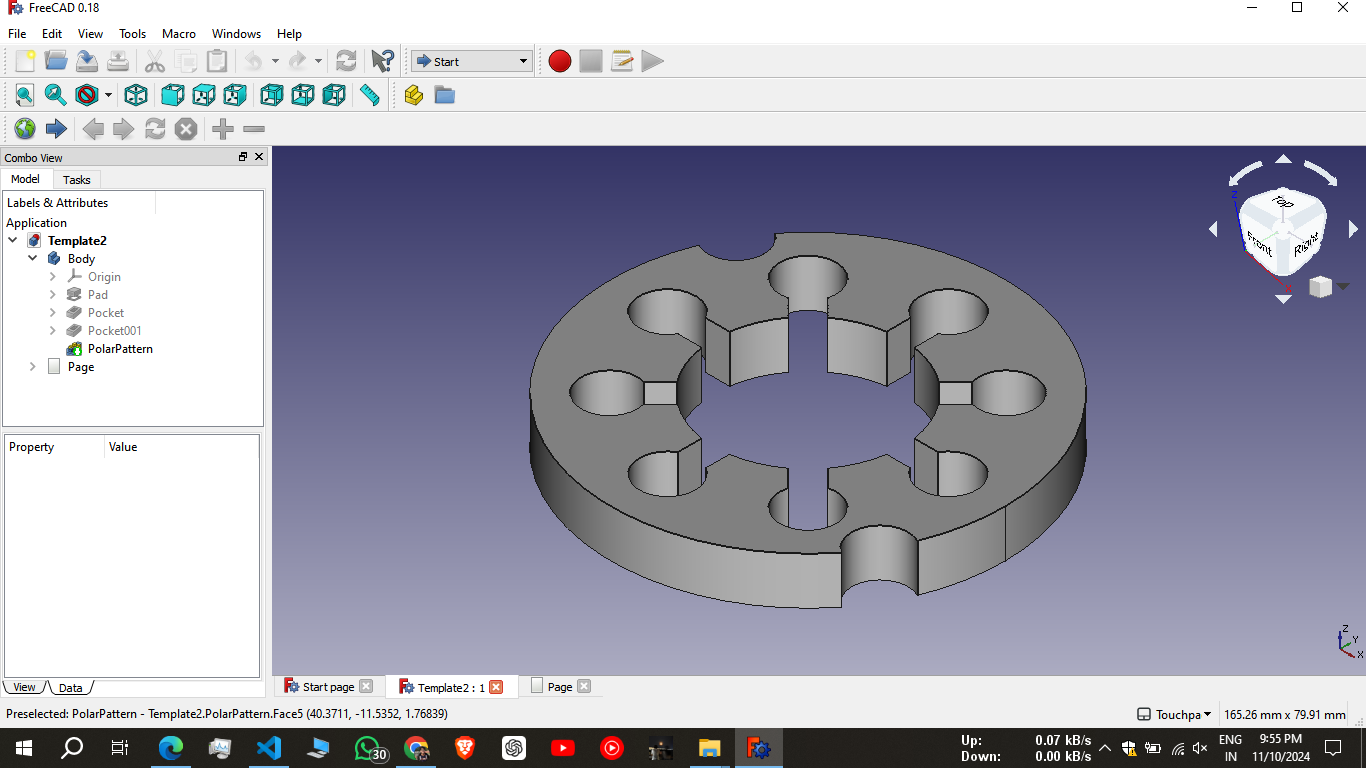 FreeCAD 0.18
File Edit View Tools Macro Windows Help
Start
Combo View
Model Tasks
Labels & Attributes
Application
Template2
Body
Origin
Pad
Pocket
Pocket001
PolarPattern
Page
Property Value
View Data
Top
Front Right
Z
X
Z
Y
X
Start page Template2 : 1 Page
Preselected: PolarPattern - Template2.PolarPattern.Face5 (40.3711, -11.5352, 1.76839) Touchpa 165.26 mm x 79.91 mm
30
Up: 0.07 kB/s
Down: 0.00 kB/s
ENG
IN
9:55 PM
11/10/2024